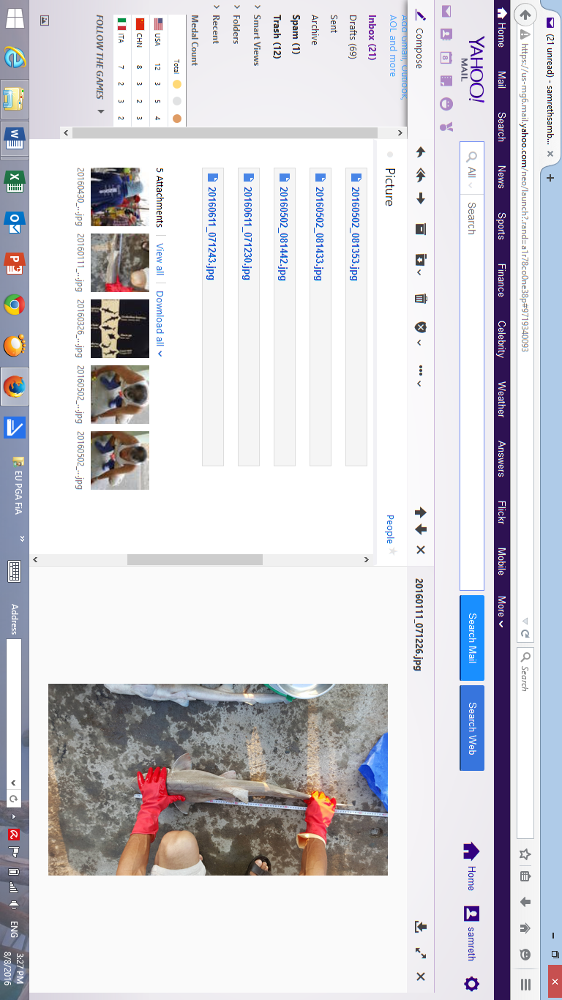 (21 unread) - samrethsamb...
https://us-mg6.mail.yahoo.com/neo/launch?.rand=a1r78co0ne38p#9719340093
Search
Home Mail Search News Sports Finance Celebrity Weather Answers Flickr Mobile More
YAHOO!
MAIL
All
Search
Search Mail
Search Web
Home
samreth
8
Compose
20160111_071226.jpg
Add Gmail, Outlook,
AOL and more
Inbox (21)
Drafts (69)
Sent
Archive
Spam (1)
Trash (12)
Smart Views
Folders
Recent
Medal Count
Total
USA 12 3 5 4
CHN 8 3 2 3
ITA 7 2 3 2
FOLLOW THE GAMES
Picture
People
20160502_081353.jpg
20160502_081433.jpg
20160502_081442.jpg
20160611_071230.jpg
20160611_071243.jpg
5 Attachments View all Download all
20160430_...jpg 20160111_...jpg 20160326_...jpg 20160502_...jpg 20160502_...jpg
EU PGA FiA
Address
ENG
3:27 PM
8/8/2016